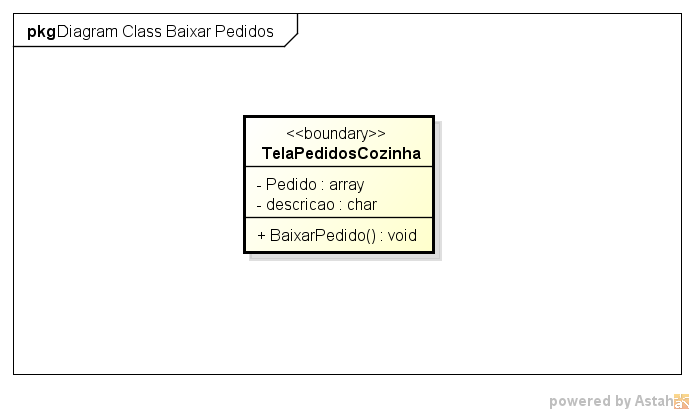 pkg Diagram Class Baixar Pedidos
<<boundary>>
TelaPedidosCozinha
- Pedido : array
- descricao : char
+ BaixarPedido() : void
powered by Astah